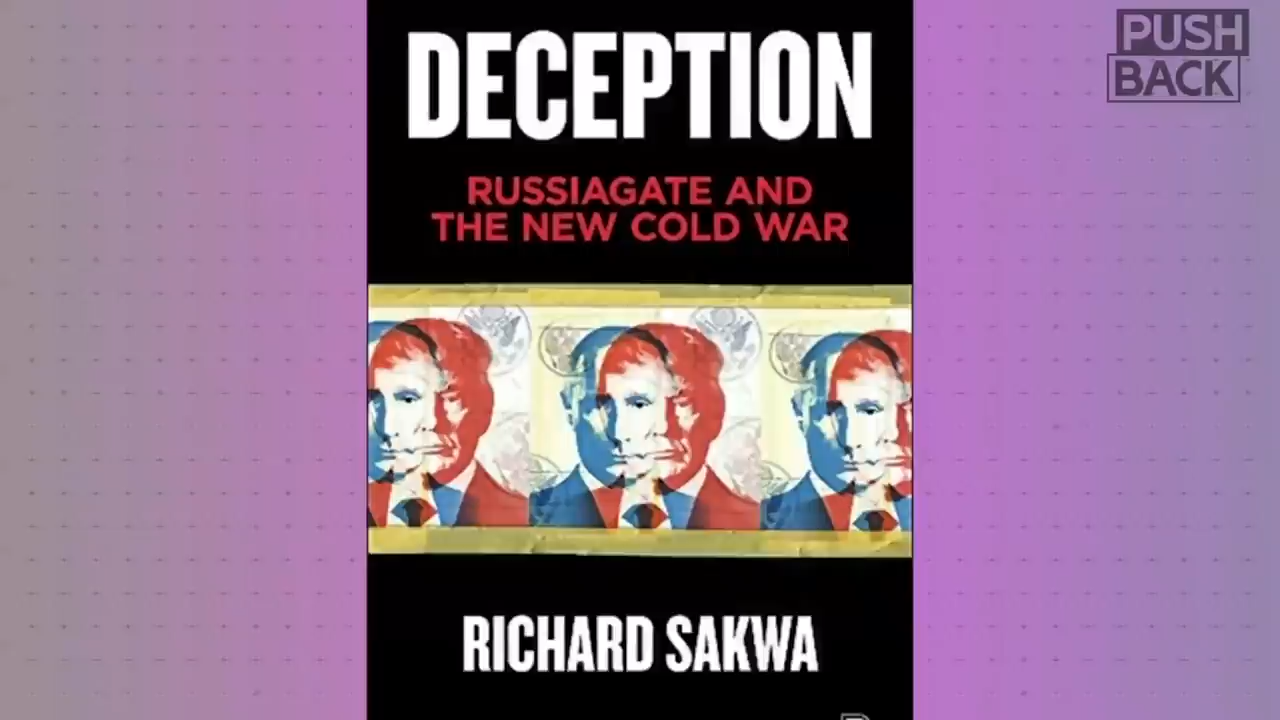 DECEPTION
RUSSIAGATE AND
THE NEW COLD WAR
RICHARD SAKWA
PUSH
BACK